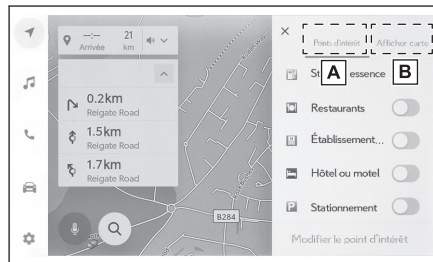 --:-- 21
Arrivée km
0.2km
Reigate Road
1.5km
Reigate Road
1.7km
Reigate Road
B284
Points d'intérêt Afficher carte
A B
St essence
Restaurants
Établissement,...
Hôtel ou motel
Stationnement
Modifier le point d'intérêt